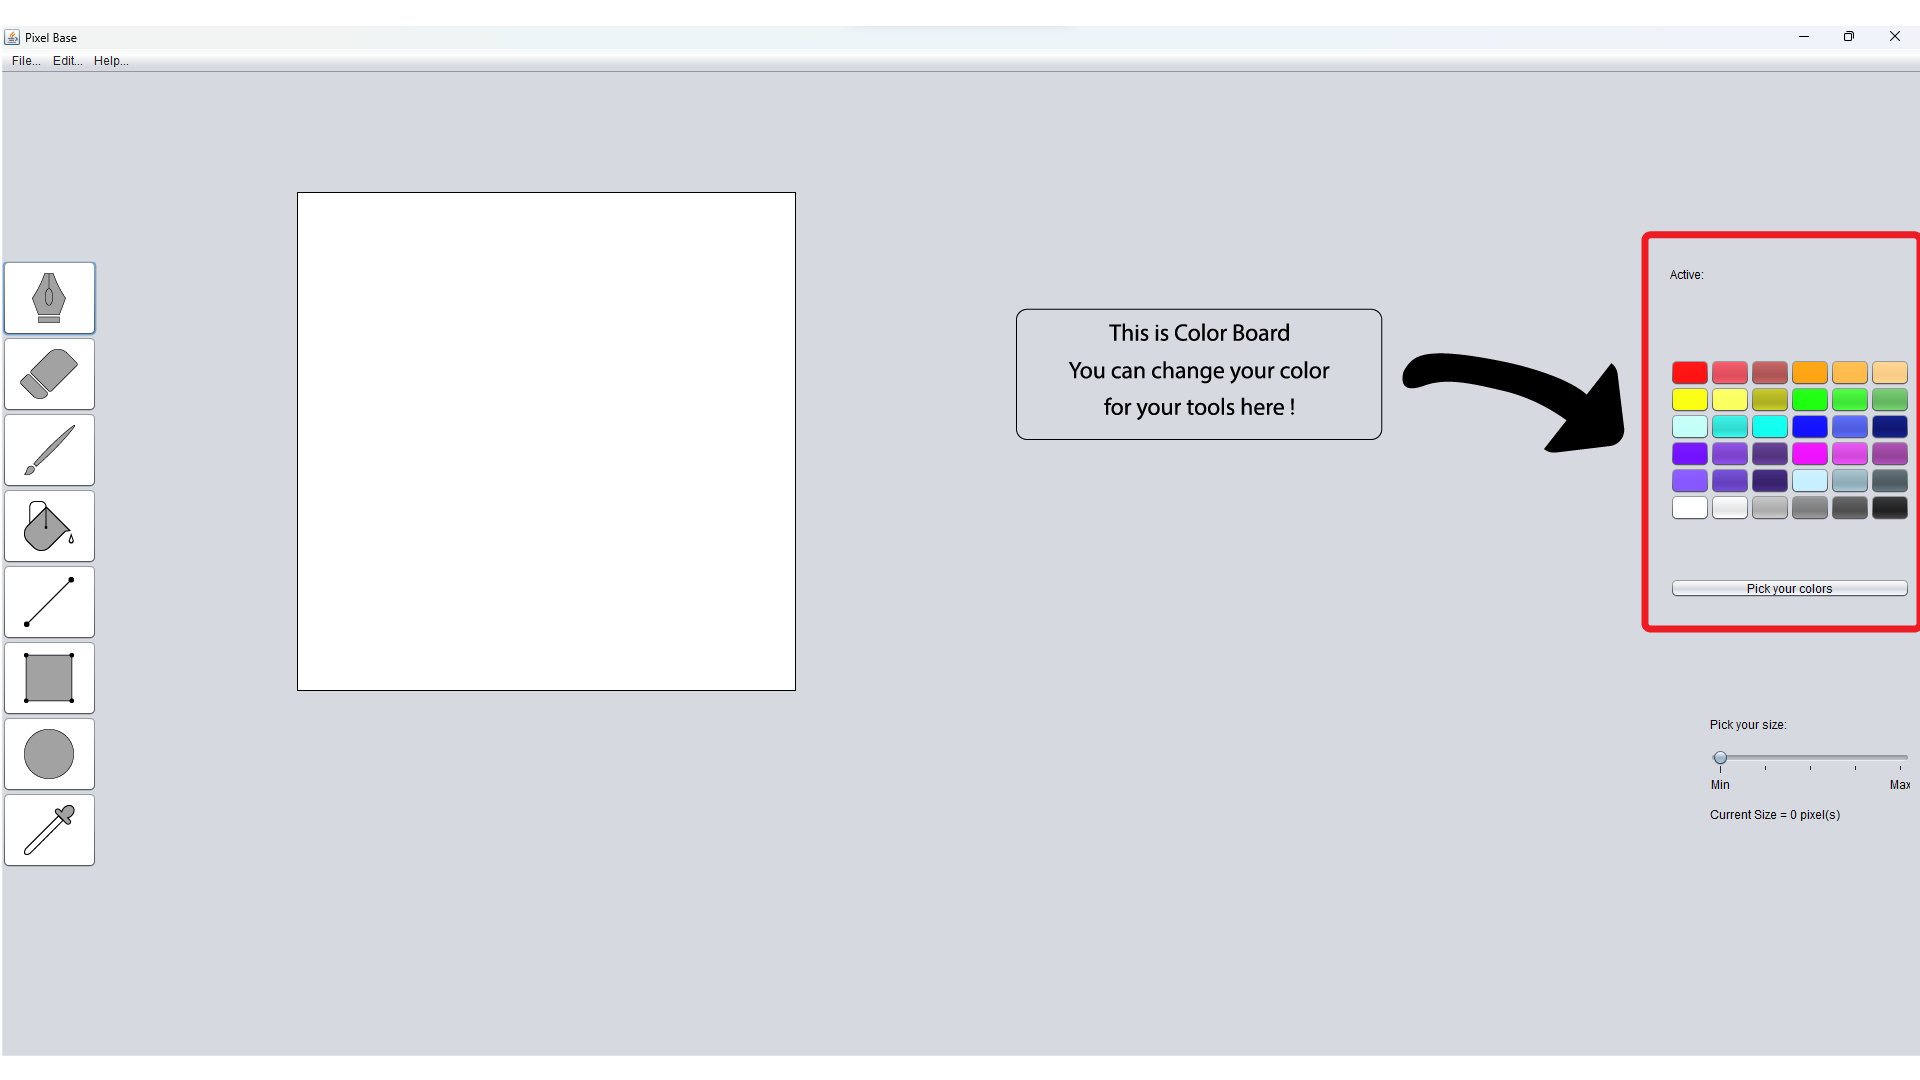 Pixel Base
File... Edit... Help...
Active:
This is Color Board
You can change your color
for your tools here !
Pick your colors
Pick your size:
Min Max
Current Size = 0 pixel(s)